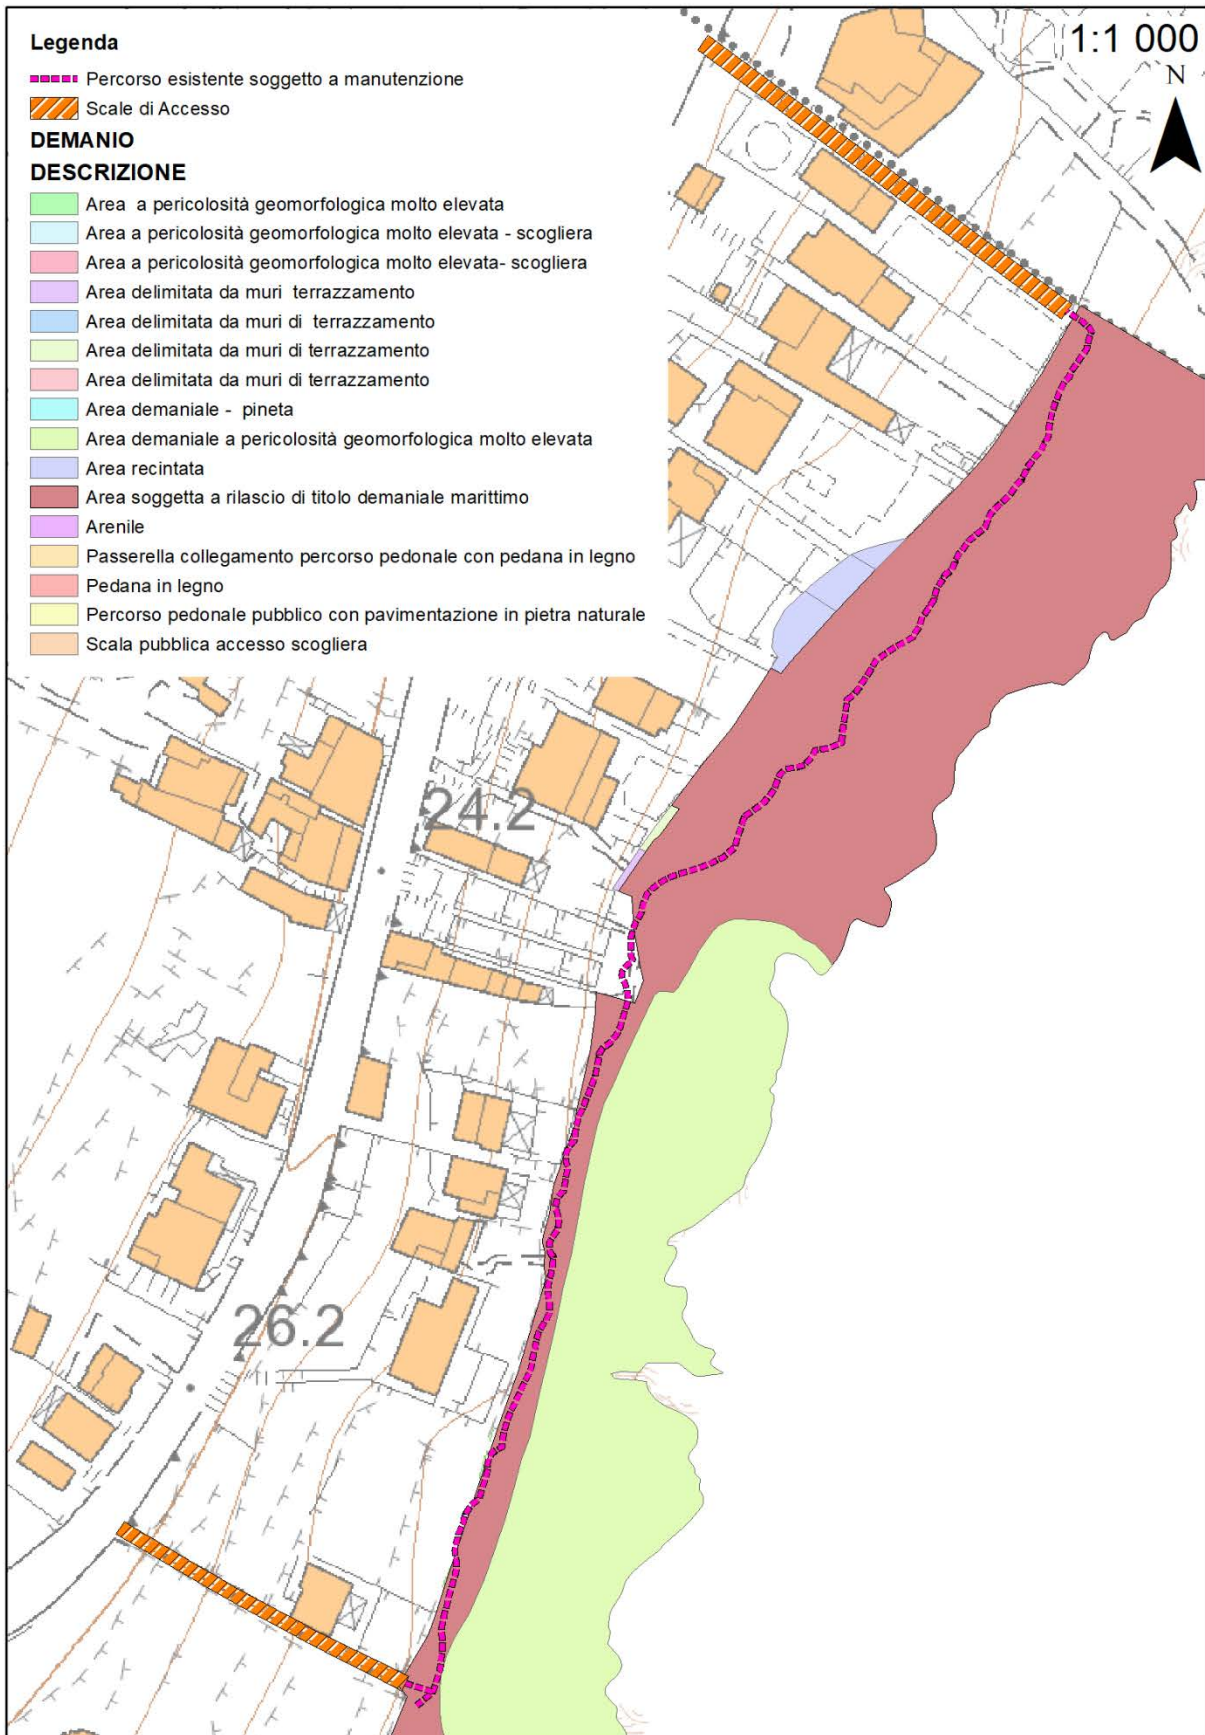 Legenda
Percorso esistente soggetto a manutenzione
Scale di Accesso
DEMANIO
DESCRIZIONE
Area a pericolosità geomorfologica molto elevata
Area a pericolosità geomorfologica molto elevata - scogliera
Area a pericolosità geomorfologica molto elevata- scogliera
Area delimitata da muri terrazzamento
Area delimitata da muri di terrazzamento
Area delimitata da muri di terrazzamento
Area delimitata da muri di terrazzamento
Area demaniale - pineta
Area demaniale a pericolosità geomorfologica molto elevata
Area recintata
Area soggetta a rilascio di titolo demaniale marittimo
Arenile
Passerella collegamento percorso pedonale con pedana in legno
Pedana in legno
Percorso pedonale pubblico con pavimentazione in pietra naturale
Scala pubblica accesso scogliera
1:1 000
N
24.2
26.2